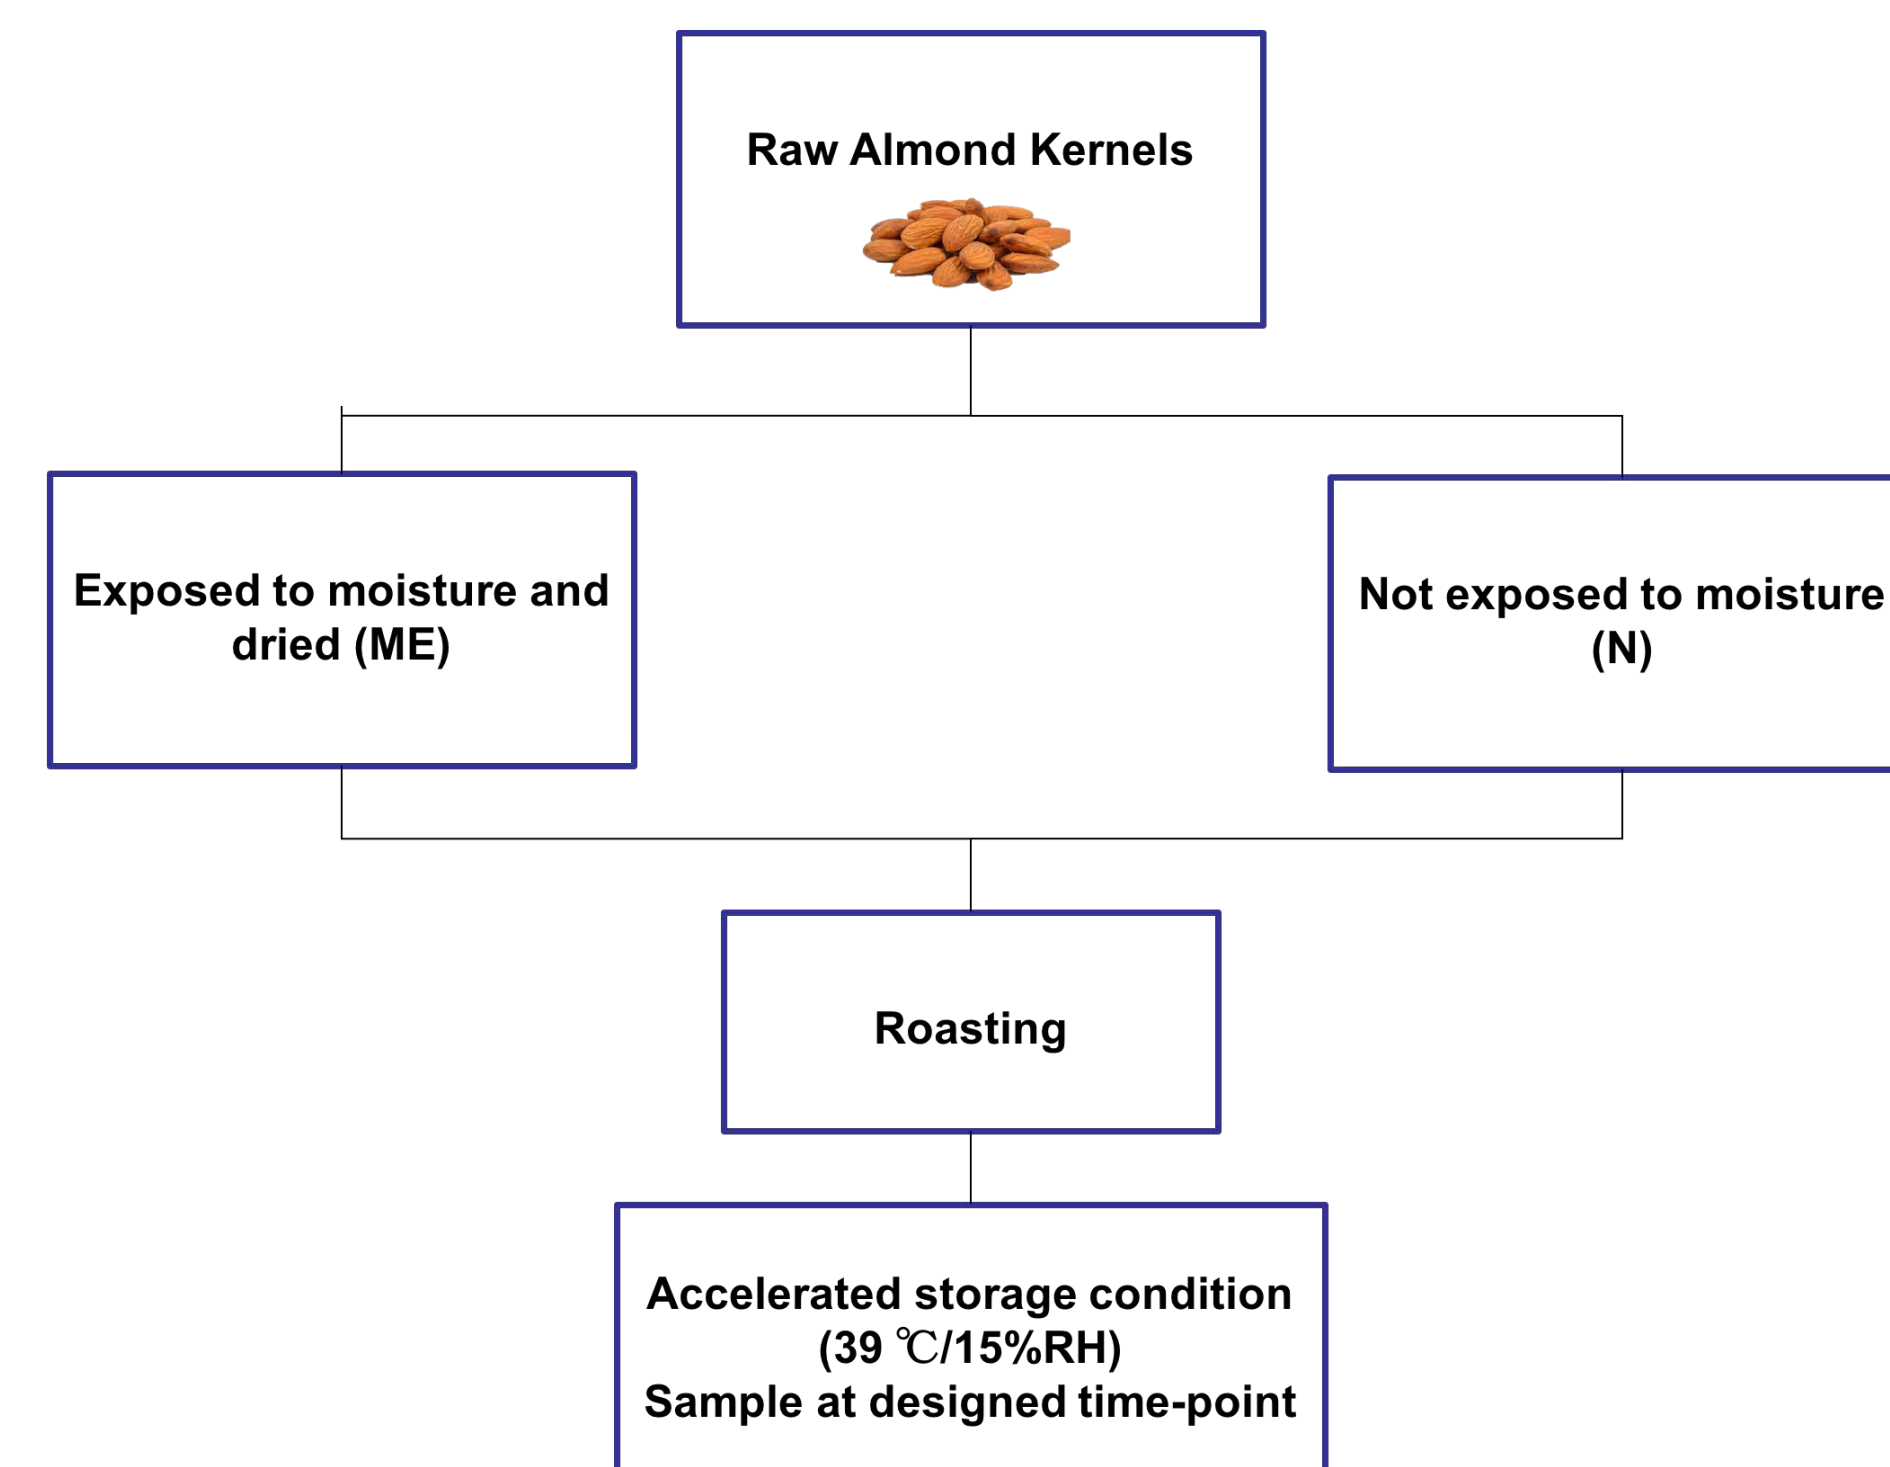 Raw Almond Kernels
Exposed to moisture and
dried (ME)
Not exposed to moisture
(N)
Roasting
Accelerated storage condition
(39 ℃/15%RH)
Sample at designed time-point